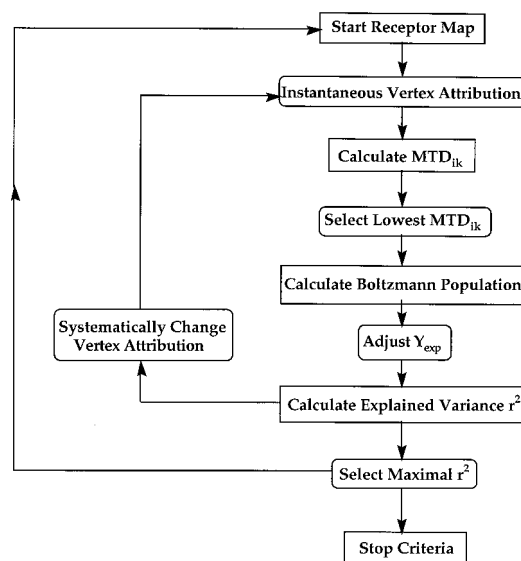 Start Receptor Map
Instantaneous Vertex Attribution
Calculate MTD_ik
Select Lowest MTD_ik
Calculate Boltzmann Population
Systematically Change
Vertex Attribution
Adjust Y_exp
Calculate Explained Variance r²
Select Maximal r²
Stop Criteria